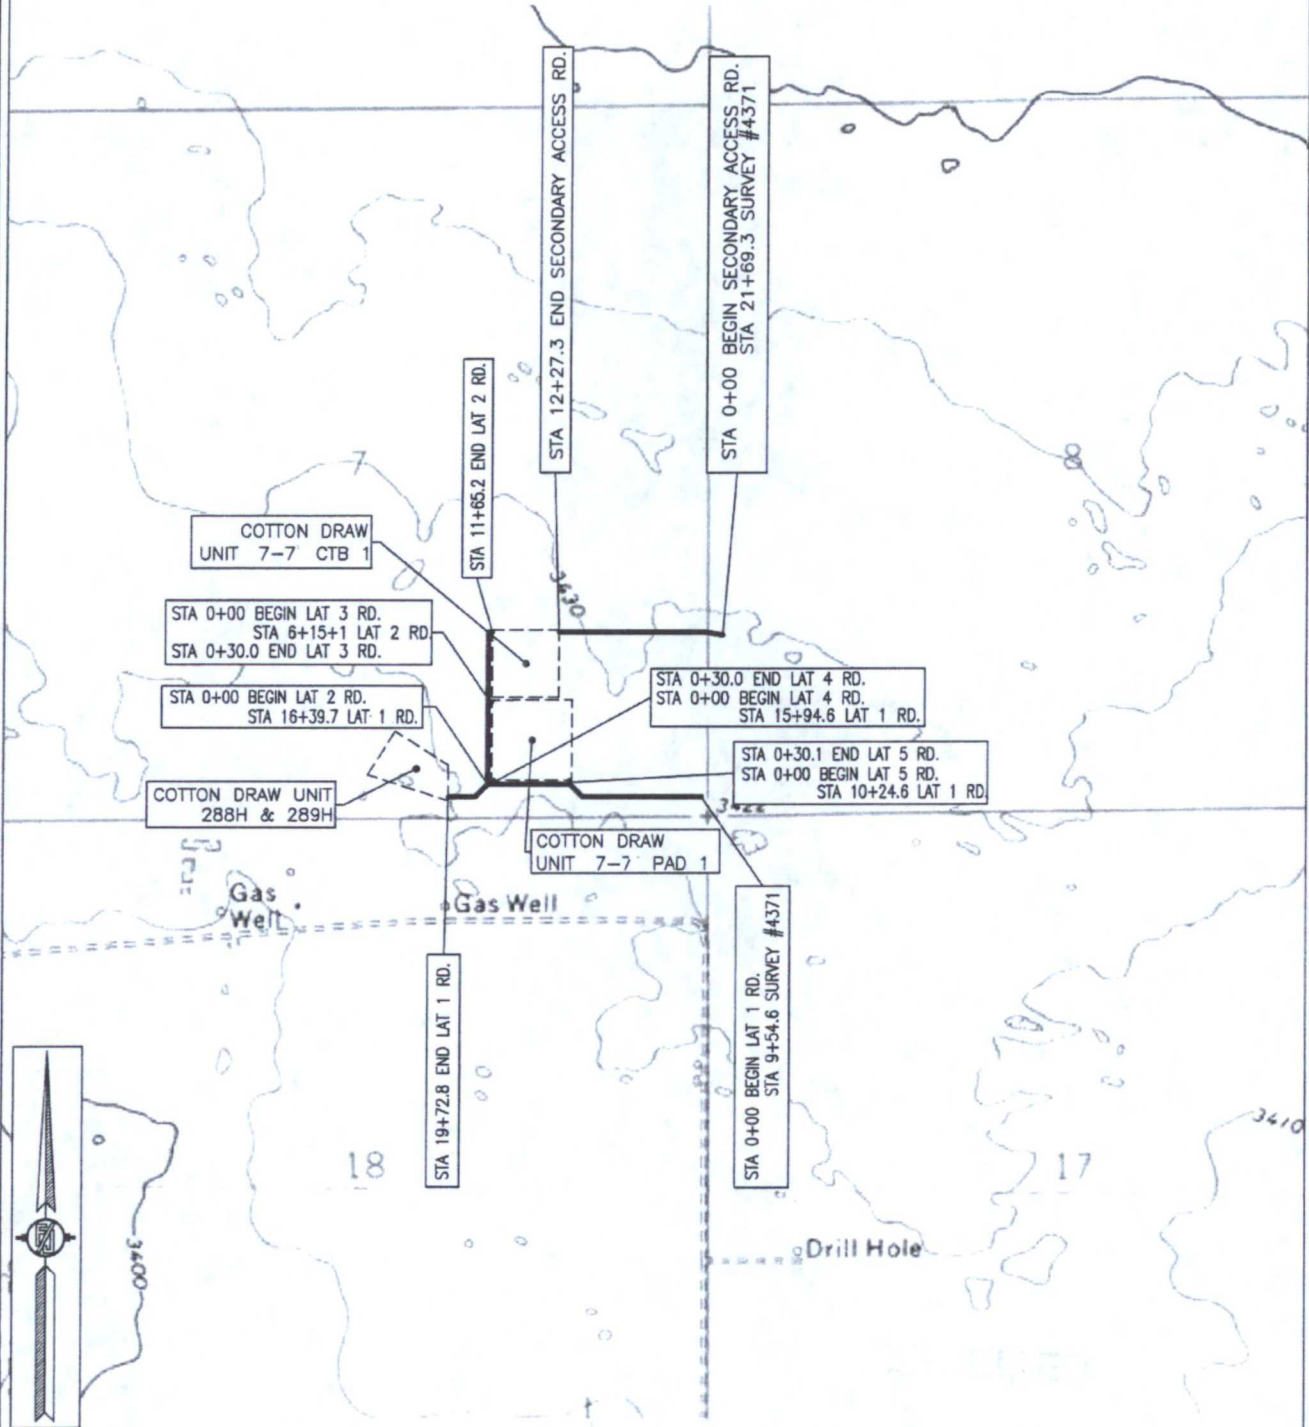 STA 12+27.3 END SECONDARY ACCESS RD.
STA 0+00 BEGIN SECONDARY ACCESS RD.
STA 21+69.3 SURVEY #4371
STA 11+65.2 END LAT 2 RD.
7
COTTON DRAW
UNIT 7-7 CTB 1
3430
STA 0+00 BEGIN LAT 3 RD.
STA 6+15+1 LAT 2 RD.
STA 0+30.0 END LAT 3 RD.
STA 0+30.0 END LAT 4 RD.
STA 0+00 BEGIN LAT 4 RD.
STA 15+94.6 LAT 1 RD.
STA 0+00 BEGIN LAT 2 RD.
STA 16+39.7 LAT 1 RD.
STA 0+30.1 END LAT 5 RD.
STA 0+00 BEGIN LAT 5 RD.
STA 10+24.6 LAT 1 RD.
COTTON DRAW UNIT
288H & 289H
3422
COTTON DRAW
UNIT 7-7 PAD 1
Gas
Well
Gas Well
STA 19+72.8 END LAT 1 RD.
STA 0+00 BEGIN LAT 1 RD.
STA 9+54.6 SURVEY #4371
3410
18
17
3400
Drill Hole